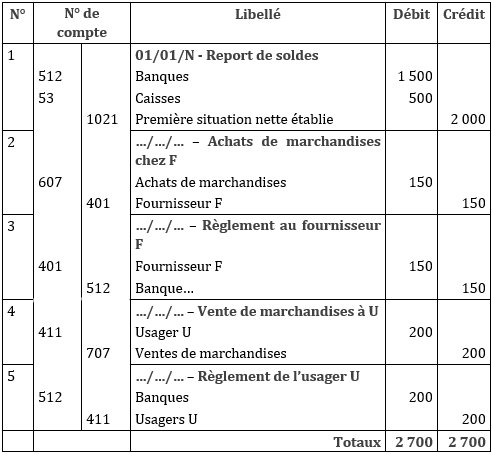 N° N° de compte Libellé Débit Crédit
1 01/01/N - Report de soldes
512 Banques 1 500
53 Caisses 500
1021 Première situation nette établie 2 000
2 …/…/… – Achats de marchandises
chez F
607 Achats de marchandises 150
401 Fournisseur F 150
3 …/…/… – Règlement au fournisseur
F
401 Fournisseur F 150
512 Banque… 150
4 …/…/… – Vente de marchandises à U
411 Usager U 200
707 Ventes de marchandises 200
5 …/…/… – Règlement de l’usager U
512 Banques 200
411 Usagers U 200
Totaux 2 700 2 700